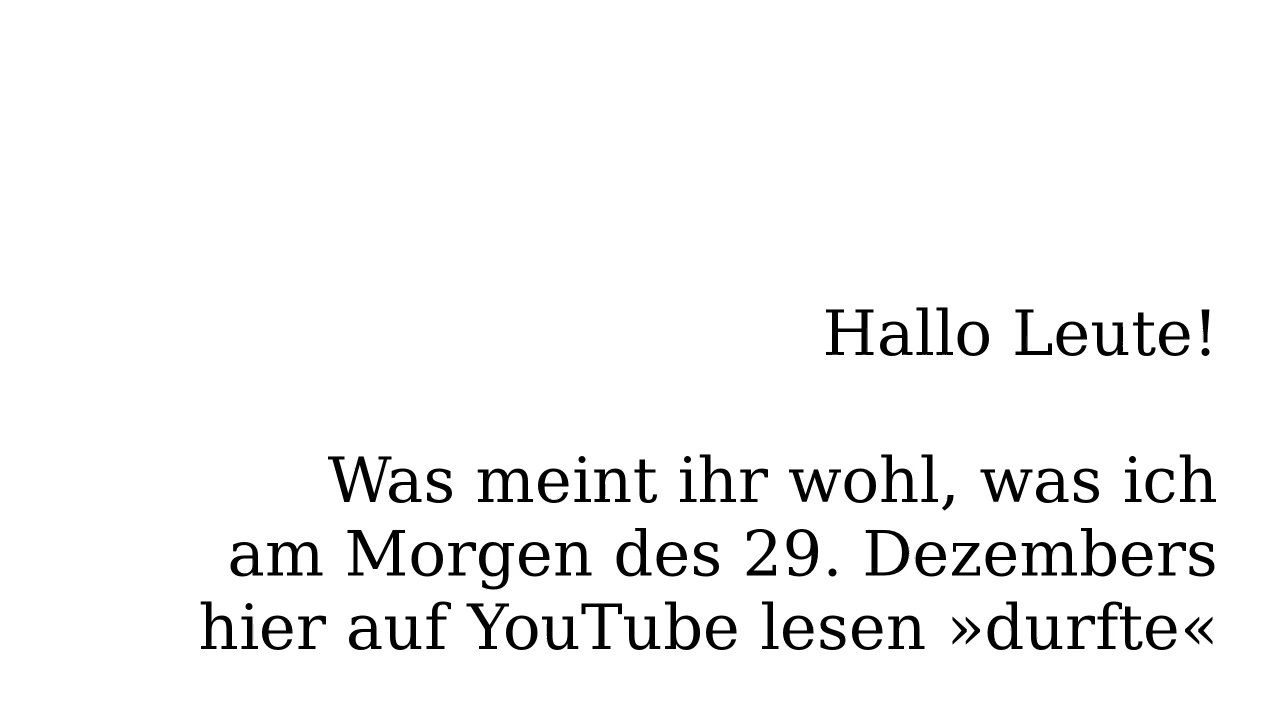 Hallo Leute!
Was meint ihr wohl, was ich
am Morgen des 29. Dezembers
hier auf YouTube lesen »durfte«